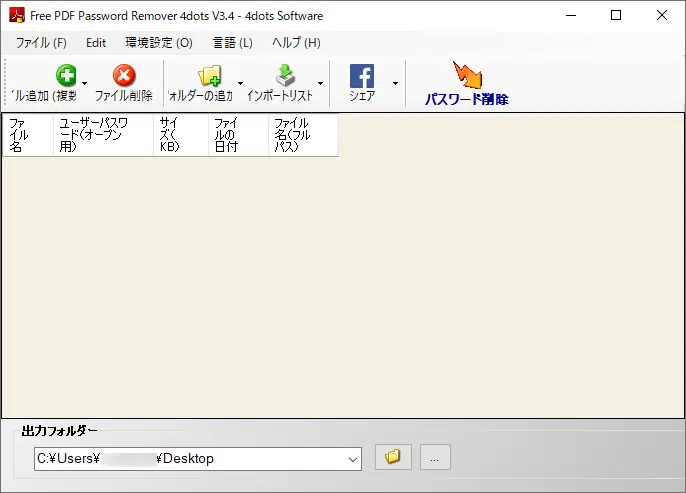 Free PDF Password Remover 4dots V3.4 - 4dots Software
ファイル (F) Edit 環境設定 (O) 言語 (L) ヘルプ (H)
ル追加 (複数 ファイル削除 ォルダーの追加 インポートリスト シェア パスワード削除
ファ ユーザーパスワ サイ ファイ ファイル
イル ード(オープン ズ( ルの 名(フル
名 用) KB) 日付 パス)
出力フォルダー
C:¥Users¥ ¥Desktop
...